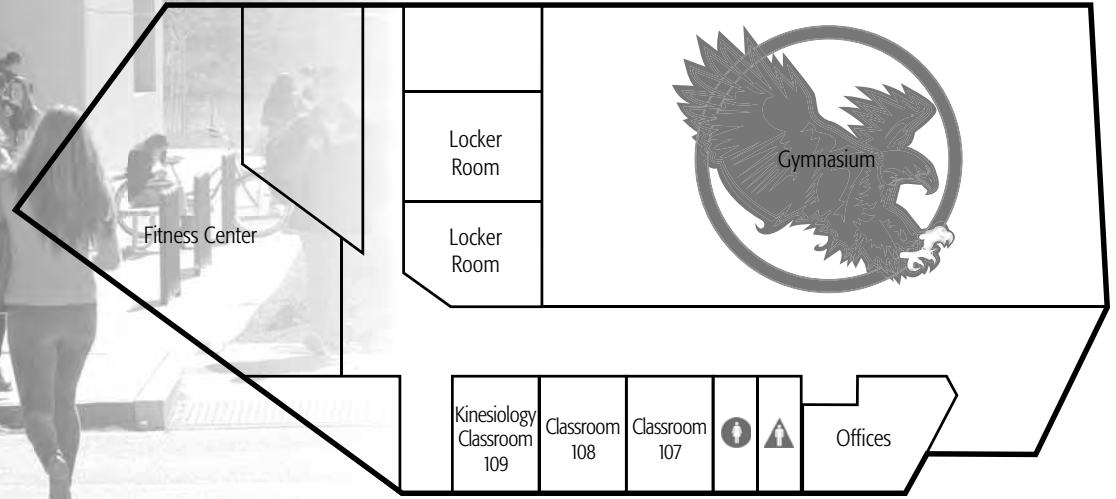 Locker
Room
Gymnasium
Locker
Room
Fitness Center
Kinesiology
Classroom
109
Classroom
108
Classroom
107
Offices